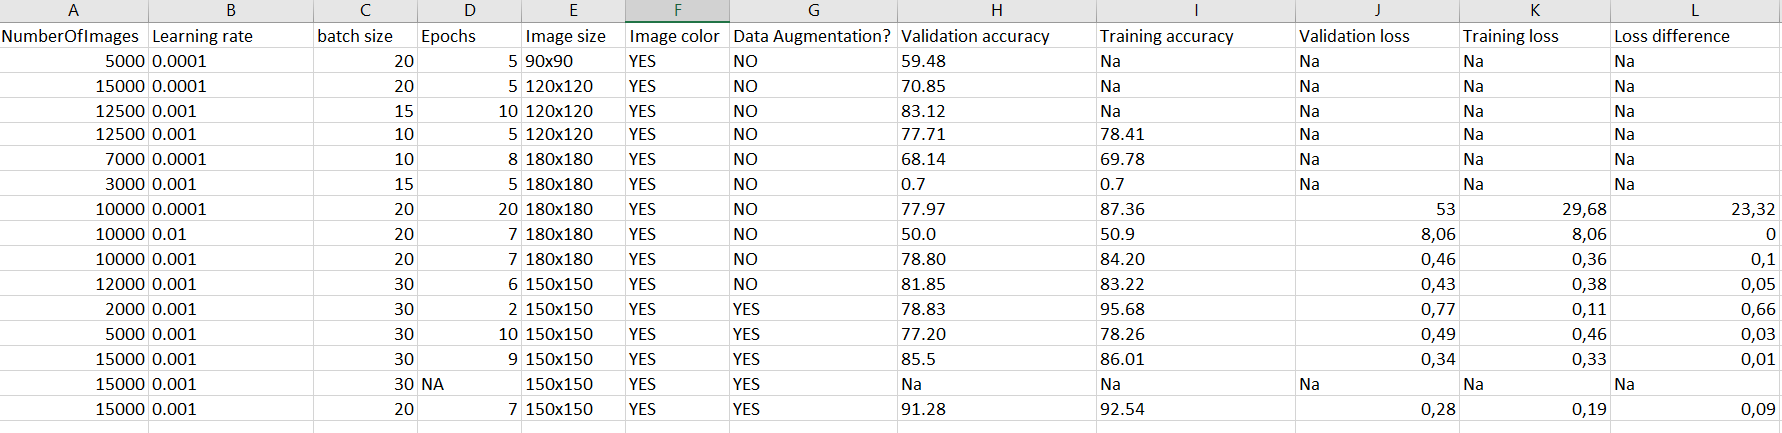 A B C D E F G H I J K L
NumberOfImages Learning rate batch size Epochs Image size Image color Data Augmentation? Validation accuracy Training accuracy Validation loss Training loss Loss difference
5000 0.0001 20 5 90x90 YES NO 59.48 Na Na Na Na
15000 0.0001 20 5 120x120 YES NO 70.85 Na Na Na Na
12500 0.001 15 10 120x120 YES NO 83.12 Na Na Na Na
12500 0.001 10 5 120x120 YES NO 77.71 78.41 Na Na Na
7000 0.0001 10 8 180x180 YES NO 68.14 69.78 Na Na Na
3000 0.001 15 5 180x180 YES NO 0.7 0.7 Na Na Na
10000 0.0001 20 20 180x180 YES NO 77.97 87.36 53 29,68 23,32
10000 0.01 20 7 180x180 YES NO 50.0 50.9 8,06 8,06 0
10000 0.001 20 7 180x180 YES NO 78.80 84.20 0,46 0,36 0,1
12000 0.001 30 6 150x150 YES NO 81.85 83.22 0,43 0,38 0,05
2000 0.001 30 2 150x150 YES YES 78.83 95.68 0,77 0,11 0,66
5000 0.001 30 10 150x150 YES YES 77.20 78.26 0,49 0,46 0,03
15000 0.001 30 9 150x150 YES YES 85.5 86.01 0,34 0,33 0,01
15000 0.001 30 NA 150x150 YES YES Na Na Na Na Na
15000 0.001 20 7 150x150 YES YES 91.28 92.54 0,28 0,19 0,09